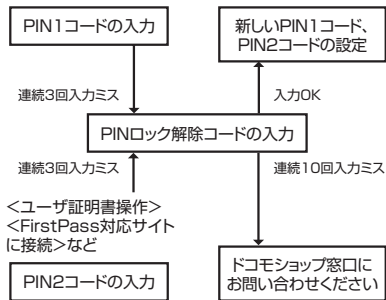 PIN1コードの入力
新しいPIN1コード、
PIN2コードの設定
連続3回入力ミス
入力OK
PINロック解除コードの入力
連続3回入力ミス
連続10回入力ミス
<ユーザ証明書操作>
<FirstPass対応サイト
に接続>など
PIN2コードの入力
ドコモショップ窓口に
お問い合わせください